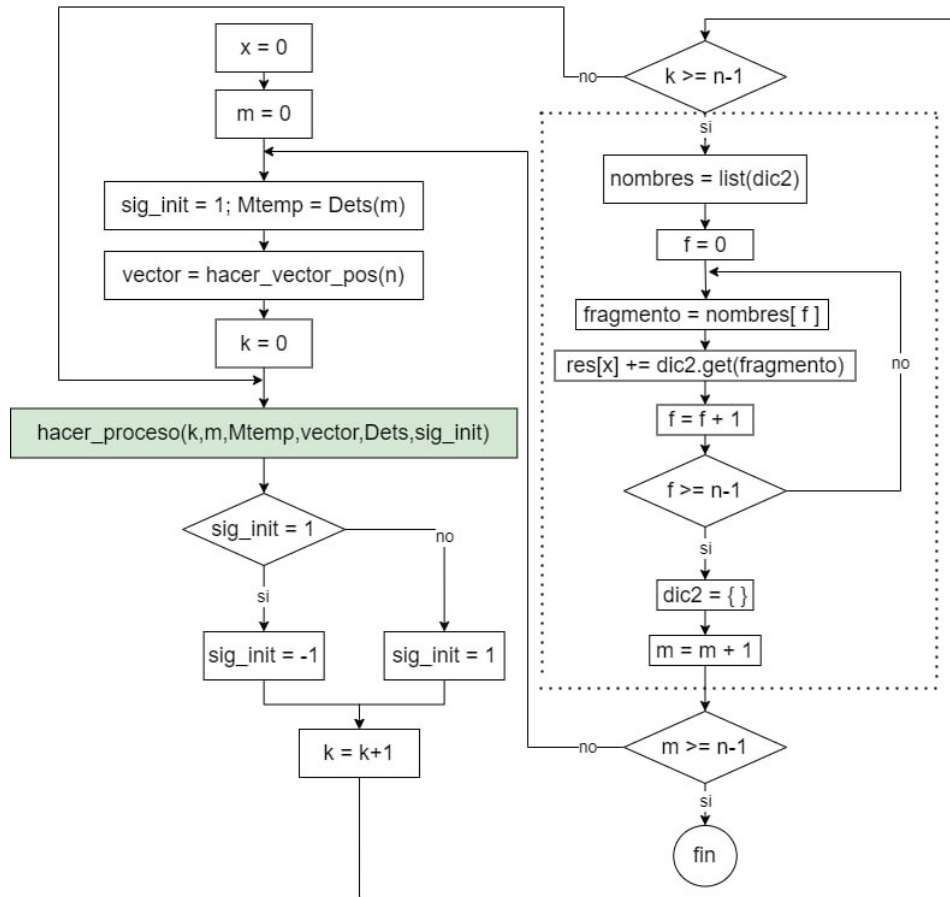 x = 0
m = 0
sig_init = 1; Mtemp = Dets(m)
vector = hacer_vector_pos(n)
k = 0
hacer_proceso(k,m,Mtemp,vector,Dets,sig_init)
sig_init = 1
no
si
sig_init = -1
sig_init = 1
k = k+1
k >= n-1
no
si
nombres = list(dic2)
f = 0
fragmento = nombres[ f ]
res[x] += dic2.get(fragmento)
f = f + 1
f >= n-1
no
si
dic2 = { }
m = m + 1
m >= n-1
no
si
fin